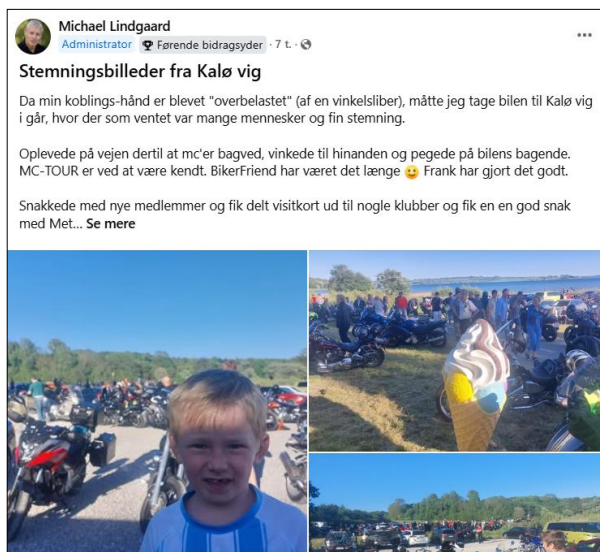 Michael Lindgaard
Administrator Førende bidragsyder · 7 t. ·
Stemningsbilleder fra Kalø vig
Da min koblings-hånd er blevet "overbelastet" (af en vinkelsliber), måtte jeg tage bilen til Kalø vig
i går, hvor der som ventet var mange mennesker og fin stemning.
Oplevede på vejen dertil at mc'er bagved, vinkede til hinanden og pegede på bilens bagende.
MC-TOUR er ved at være kendt. BikerFriend har været det længe 😀 Frank har gjort det godt.
Snakkede med nye medlemmer og fik delt visitkort ud til nogle klubber og fik en en god snak
med Met... Se mere